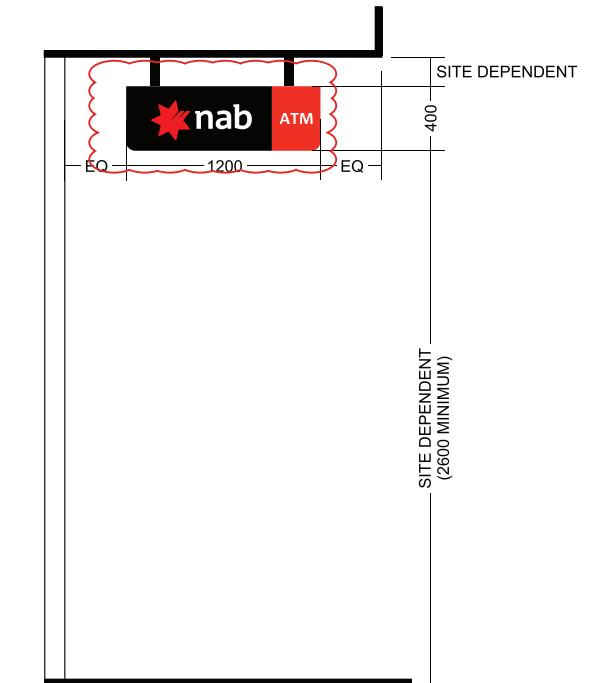 SITE DEPENDENT
nab
ATM
400
EQ
1200
EQ
SITE DEPENDENT
(2600 MINIMUM)